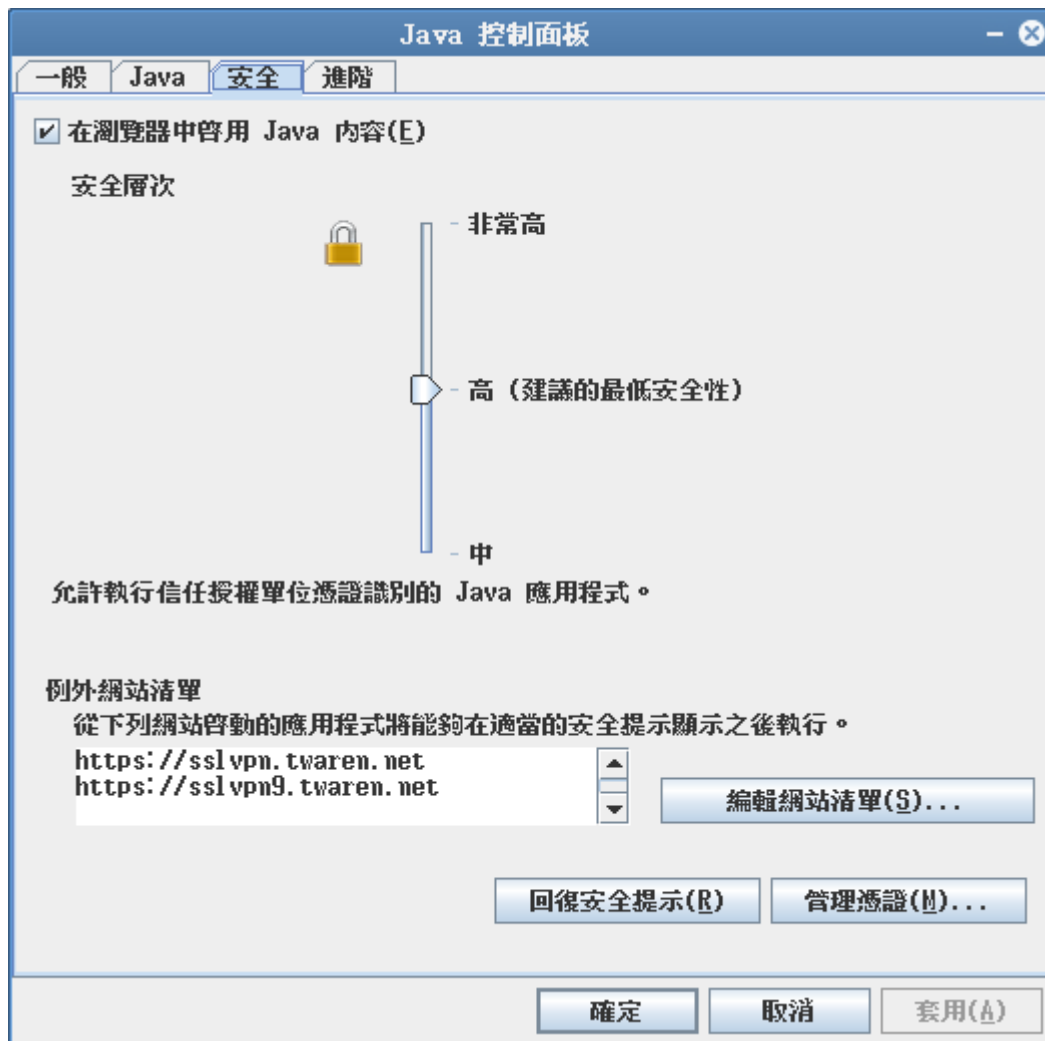 Java 控制面板
一般 Java 安全 進階
在瀏覽器中啓用 Java 內容(E)
安全層次
非常高
高 (建議的最低安全性)
中
允許執行信任授權單位憑證識別的 Java 應用程式。
例外網站清單
從下列網站啓動的應用程式將能夠在適當的安全提示顯示之後執行。
https://sslvpn.twaren.net
https://sslvpn9.twaren.net
編輯網站清單(S)...
回復安全提示(R) 管理憑證(M)...
確定 取消 套用(A)